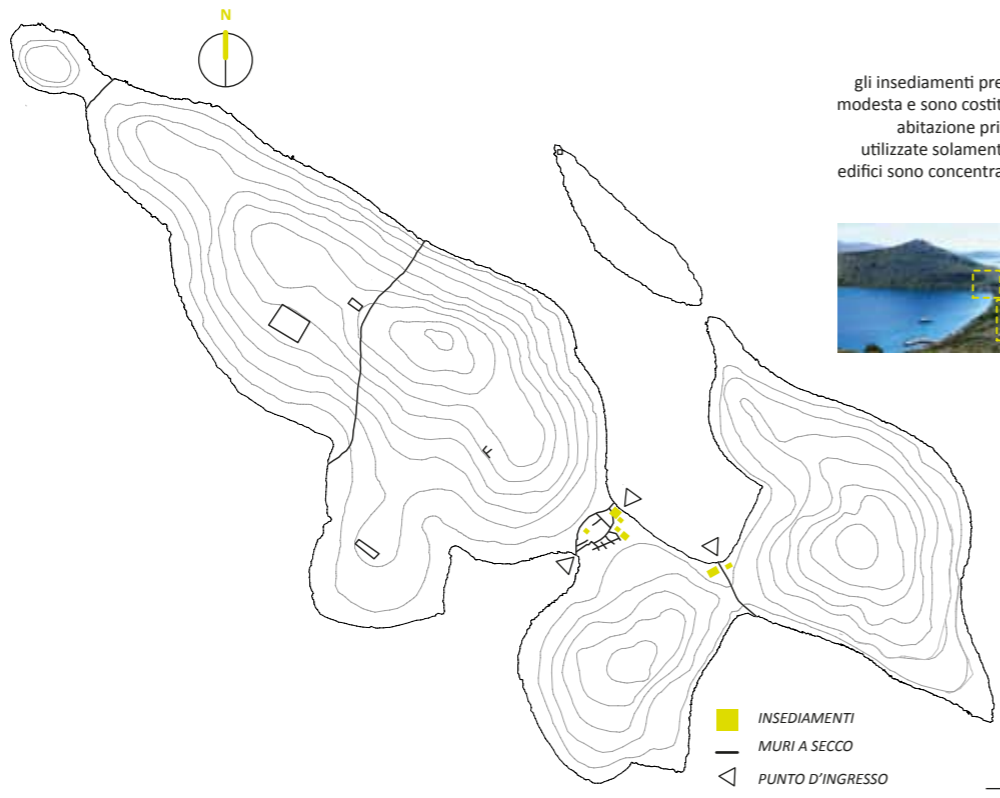 N
gli insediamenti pre
modesta e sono costit
abitazione pri
utilizzate solament
edifici sono concentra
INSEDIAMENTI
MURI A SECCO
PUNTO D'INGRESSO